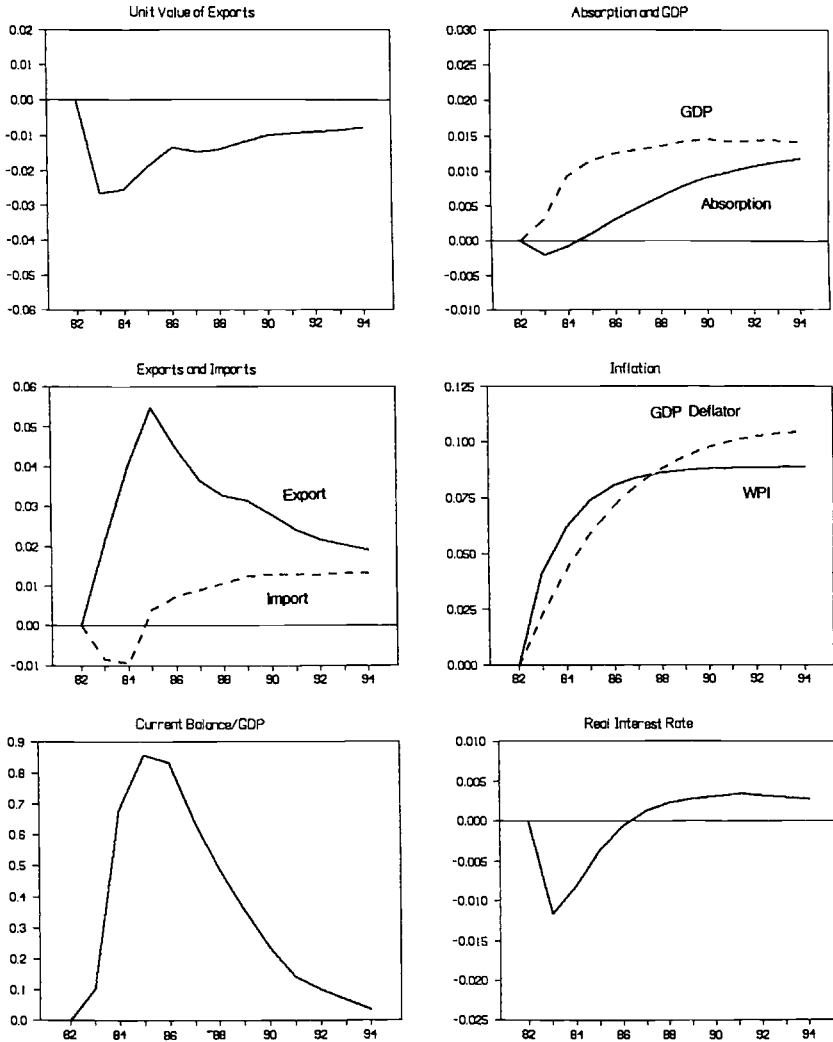 Unit Value of Exports
0.02
0.01
0.00
-0.01
-0.02
-0.03
-0.04
-0.05
-0.06
82 84 86 88 90 92 94
Absorption and GDP
0.030
0.025
0.020
0.015
0.010
0.005
0.000
-0.005
-0.010
GDP
Absorption
82 84 86 88 90 92 94
Exports and Imports
0.06
0.05
0.04
0.03
0.02
0.01
0.00
-0.01
Export
Import
82 84 86 88 90 92 94
Inflation
0.125
0.100
0.075
0.050
0.025
0.000
GDP Deflator
WPI
82 84 86 88 90 92 94
Current Balance/GDP
0.9
0.8
0.7
0.6
0.5
0.4
0.3
0.2
0.1
0.0
82 84 86 88 90 92 94
Real Interest Rate
0.010
0.005
0.000
-0.005
-0.010
-0.015
-0.020
-0.025
82 84 86 88 90 92 94